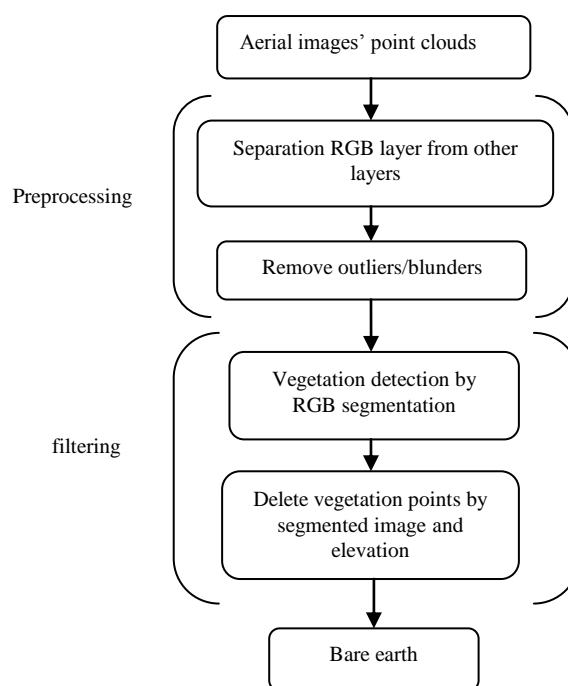 Aerial images’ point clouds
Preprocessing
Separation RGB layer from other
layers
Remove outliers/blunders
filtering
Vegetation detection by
RGB segmentation
Delete vegetation points by
segmented image and
elevation
Bare earth